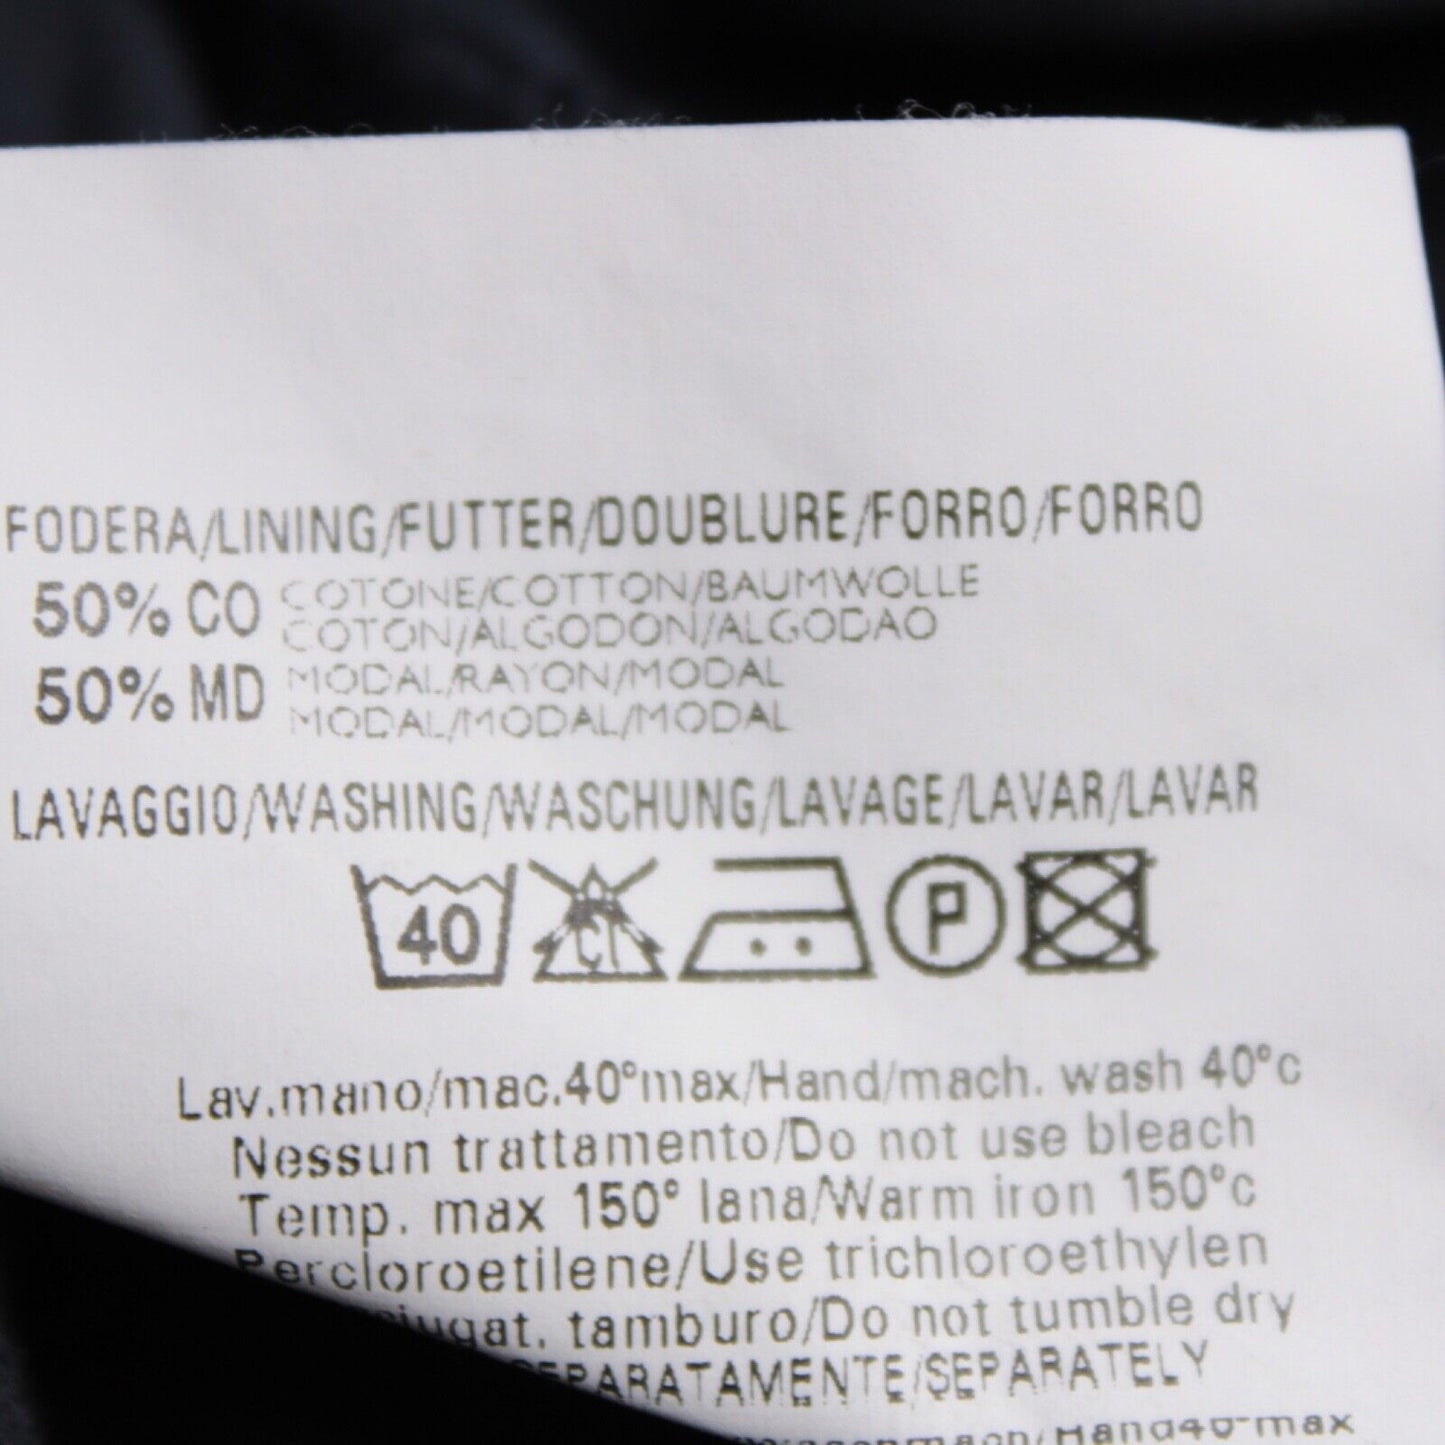 FODERA/LINING/FUTTER/DOUBLURE/FORRO/FORRO
50% CO COTONE/COTTON/BAUMWOLLE
COTON/ALGODON/ALGODAO
50% MD MODAL/RAYON/MODAL
MODAL/MODAL/MODAL
LAVAGGIO/WASHING/WASCHUNG/LAVAGE/LAVAR/LAVAR
40 Cl P
Lav.mano/mac.40°max/Hand/mach. wash 40°c
Nessun trattamento/Do not use bleach
Temp. max 150° lana/Warm iron 150°c
Percloroetilene/Use trichloroethylen
tamburo/Do not tumble dry
SEPARATAMENTE/SEPARATELY
max